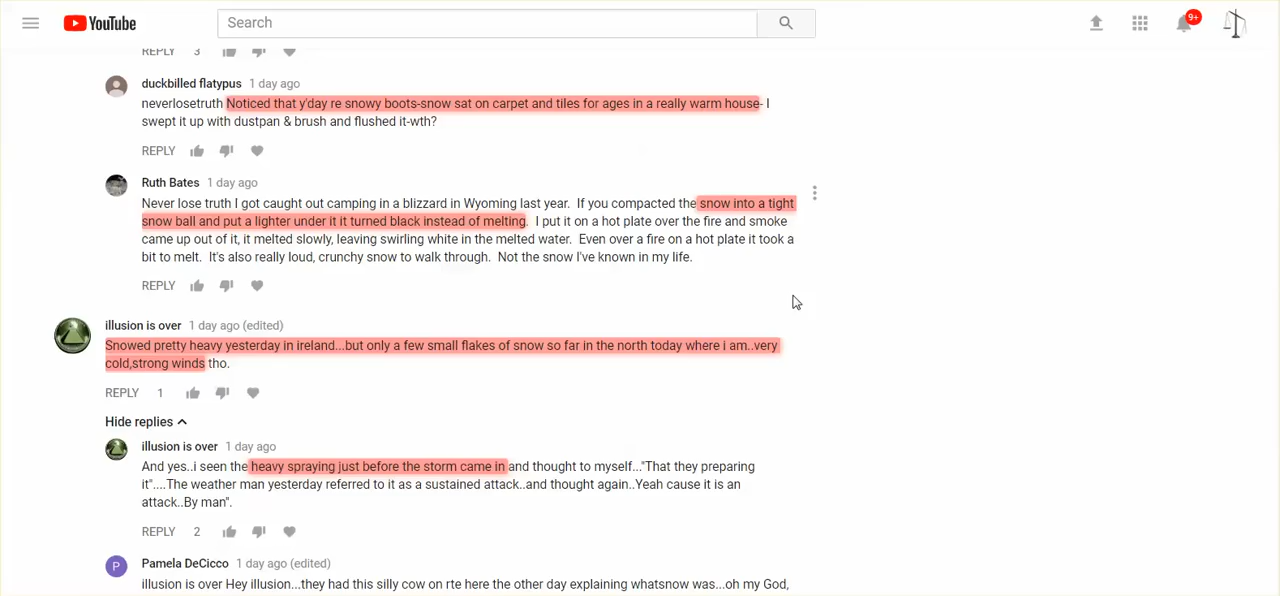 YouTube
Search
9+
REPLY 3
duckbilled flatypus 1 day ago
neverlosetruth Noticed that y'day re snowy boots-snow sat on carpet and tiles for ages in a really warm house- I
swept it up with dustpan & brush and flushed it-wth?
REPLY
Ruth Bates 1 day ago
Never lose truth I got caught out camping in a blizzard in Wyoming last year. If you compacted the snow into a tight
snow ball and put a lighter under it it turned black instead of melting. I put it on a hot plate over the fire and smoke
came up out of it, it melted slowly, leaving swirling white in the melted water. Even over a fire on a hot plate it took a
bit to melt. It's also really loud, crunchy snow to walk through. Not the snow I've known in my life.
REPLY
illusion is over 1 day ago (edited)
Snowed pretty heavy yesterday in ireland...but only a few small flakes of snow so far in the north today where i am..very
cold,strong winds tho.
REPLY 1
Hide replies
illusion is over 1 day ago
And yes..i seen the heavy spraying just before the storm came in and thought to myself..."That they preparing
it"....The weather man yesterday referred to it as a sustained attack..and thought again..Yeah cause it is an
attack..By man".
REPLY 2
P
Pamela DeCicco 1 day ago (edited)
illusion is over Hey illusion...they had this silly cow on rte here the other day explaining whatsnow was...oh my God,